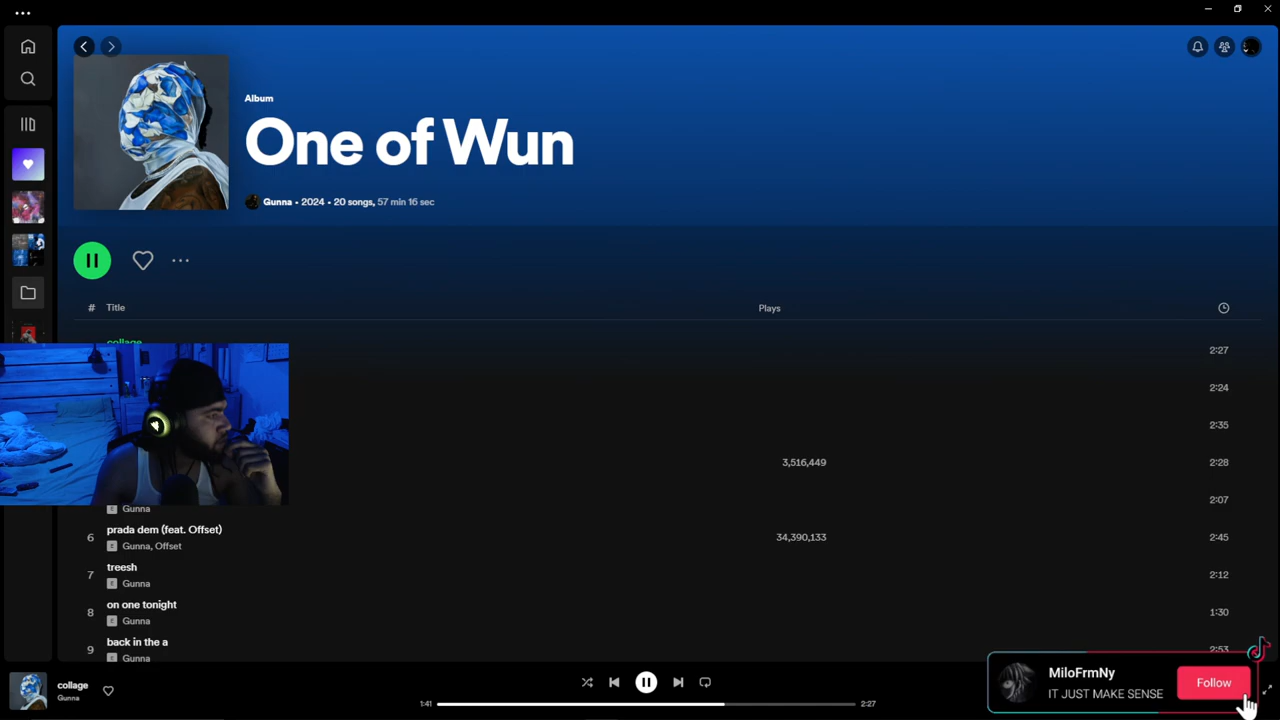 Album
One of Wun
Gunna • 2024 • 20 songs, 57 min 16 sec
# Title Plays
collage
2:27
2:24
2:35
3,516,449 2:28
2:07
Gunna
6 prada dem (feat. Offset) 34,390,133 2:45
E Gunna, Offset
7 treesh 2:12
E Gunna
8 on one tonight 1:30
E Gunna
9 back in the a 2:53
E Gunna
collage
Gunna
1:41 2:27
MiloFrmNy
IT JUST MAKE SENSE
Follow